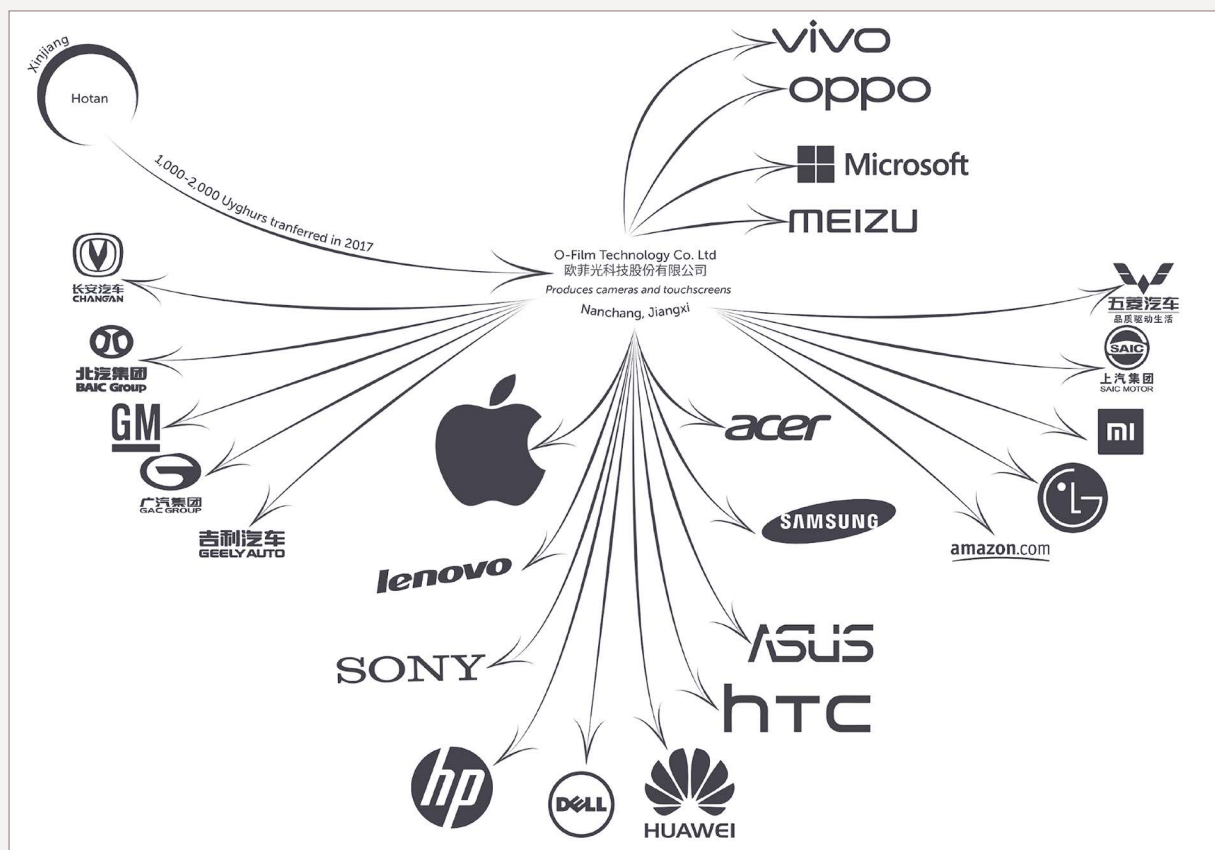 Xinjiang
Hotan
1,000-2,000 Uyghurs tranferred in 2017
vivo
oppo
Microsoft
MEIZU
O-Film Technology Co. Ltd
欧菲光科技股份有限公司
Produces cameras and touchscreens
Nanchang, Jiangxi
长安汽车
CHANGAN
北汽集团
BAIC Group
GM
广汽集团
GAC GROUP
吉利汽车
GEELY AUTO
五菱汽车
品质驱动生活
SAIC
上汽集团
SAIC MOTOR
mi
LG
amazon.com
acer
SAMSUNG
lenovo
SONY
ASUS
hTC
hp
DELL
HUAWEI